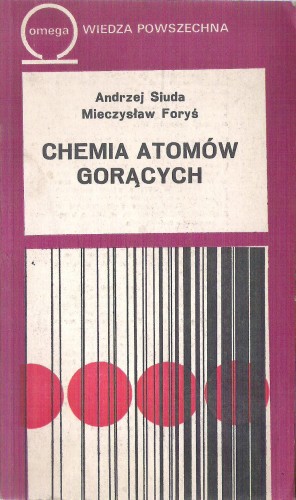 omega WIEDZA POWSZECHNA
Andrzej Siuda
Mieczysław Foryś
CHEMIA ATOMÓW
GORĄCYCH